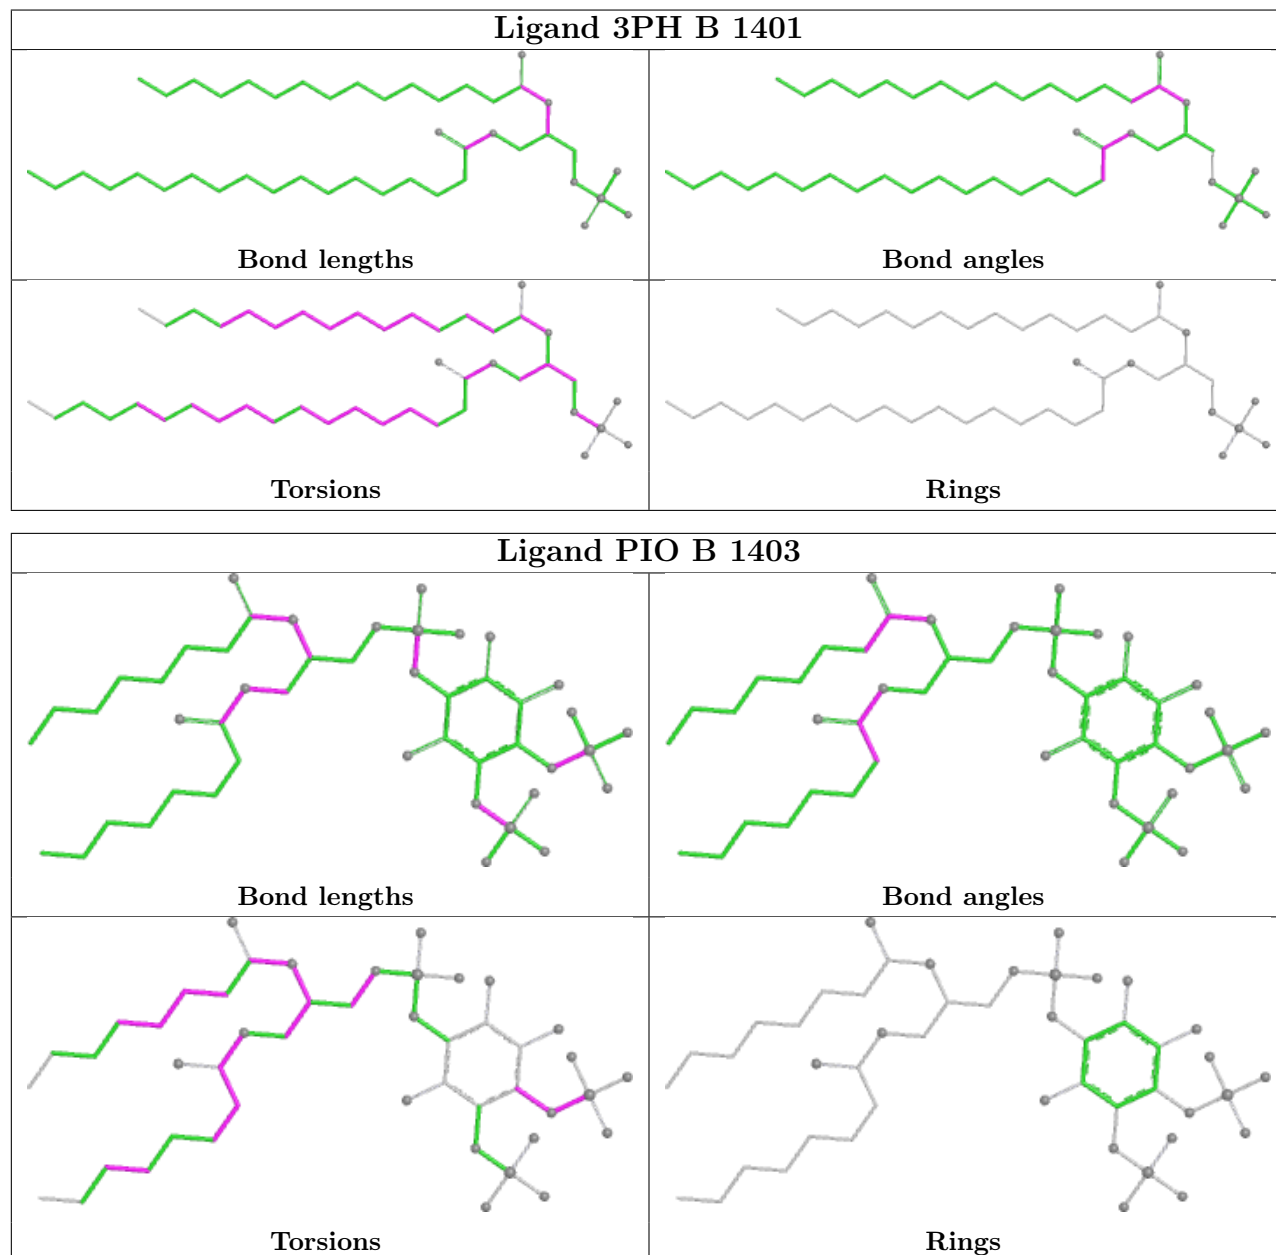 Ligand 3PH B 1401
Bond lengths
Bond angles
Torsions
Rings
Ligand PIO B 1403
Bond lengths
Bond angles
Torsions
Rings